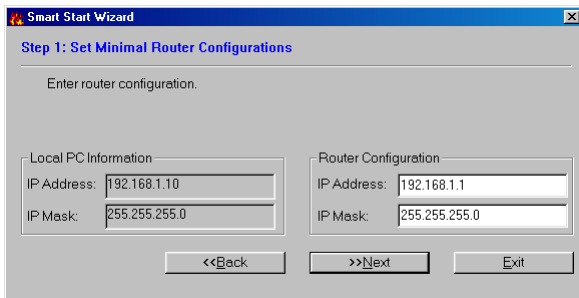 Smart Start Wizard
Step 1: Set Minimal Router Configurations
Enter router configuration.
Local PC Information
IP Address: 192.168.1.10
IP Mask: 255.255.255.0
Router Configuration
IP Address: 192.168.1.1
IP Mask: 255.255.255.0
<<Back >>Next Exit